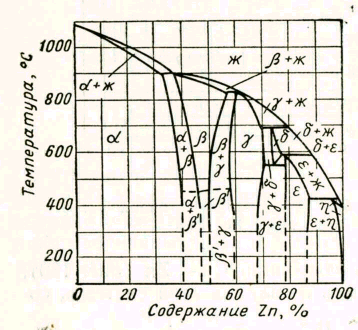 Температура, °С
1000
800
600
400
200
0
20
40
60
80
100
Содержание Zn, %
ж
β + ж
α + ж
γ + ж
δ
δ + ж
δ + ε
α
α + β
β
β + γ
γ
γ + δ
ε + ж
ε
γ + ε
η
ε + η
α + β'
β' + γ